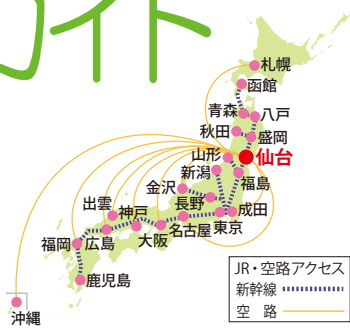 ガイド
札幌
函館
青森
八戸
秋田
盛岡
山形
仙台
新潟
福島
金沢
長野
成田
東京
出雲
神戸
名古屋
大阪
福岡
広島
鹿児島
沖縄
JR・空路アクセス
新幹線
空　路